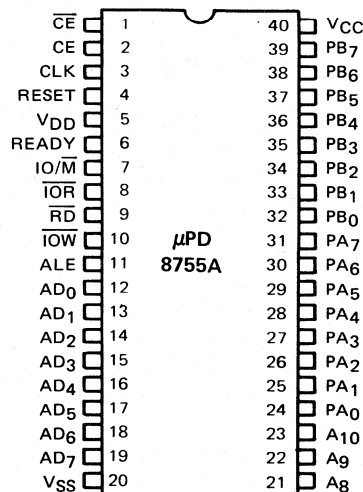 C̅E̅ 1 40 VCC
CE 2 39 PB7
CLK 3 38 PB6
RESET 4 37 PB5
VDD 5 36 PB4
READY 6 35 PB3
IO/M̅ 7 34 PB2
I̅O̅R̅ 8 33 PB1
R̅D̅ 9 32 PB0
I̅O̅W̅ 10 µPD 31 PA7
ALE 11 8755A 30 PA6
AD0 12 29 PA5
AD1 13 28 PA4
AD2 14 27 PA3
AD3 15 26 PA2
AD4 16 25 PA1
AD5 17 24 PA0
AD6 18 23 A10
AD7 19 22 A9
VSS 20 21 A8